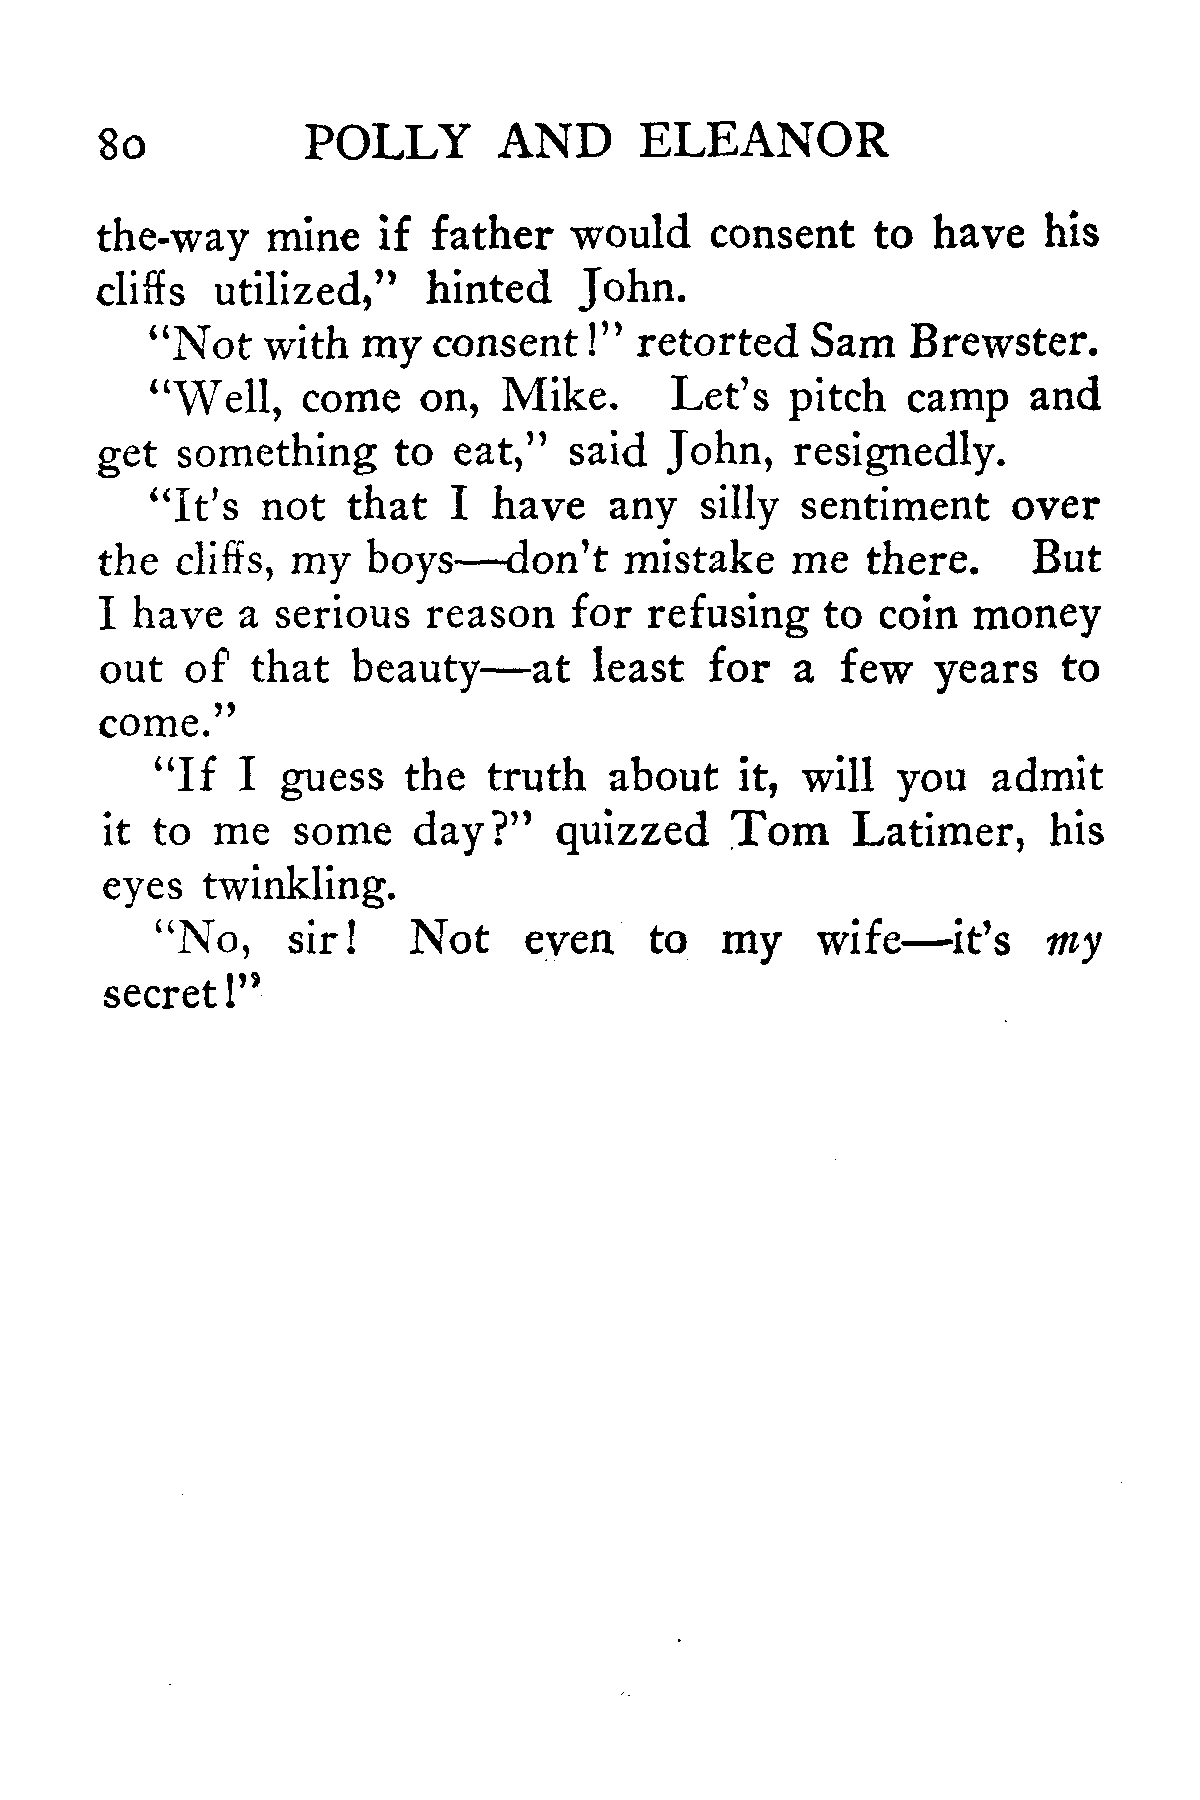 80 POLLY AND ELEANOR
the-way mine if father would consent to have his
cliffs utilized," hinted John.
"Not with my consent!" retorted Sam Brewster.
"Well, come on, Mike. Let's pitch camp and
get something to eat," said John, resignedly.
"It's not that I have any silly sentiment over
the cliffs, my boys—don't mistake me there. But
I have a serious reason for refusing to coin money
out of that beauty—at least for a few years to
come."
"If I guess the truth about it, will you admit
it to me some day?" quizzed Tom Latimer, his
eyes twinkling.
"No, sir! Not even to my wife—it's my
secret!"